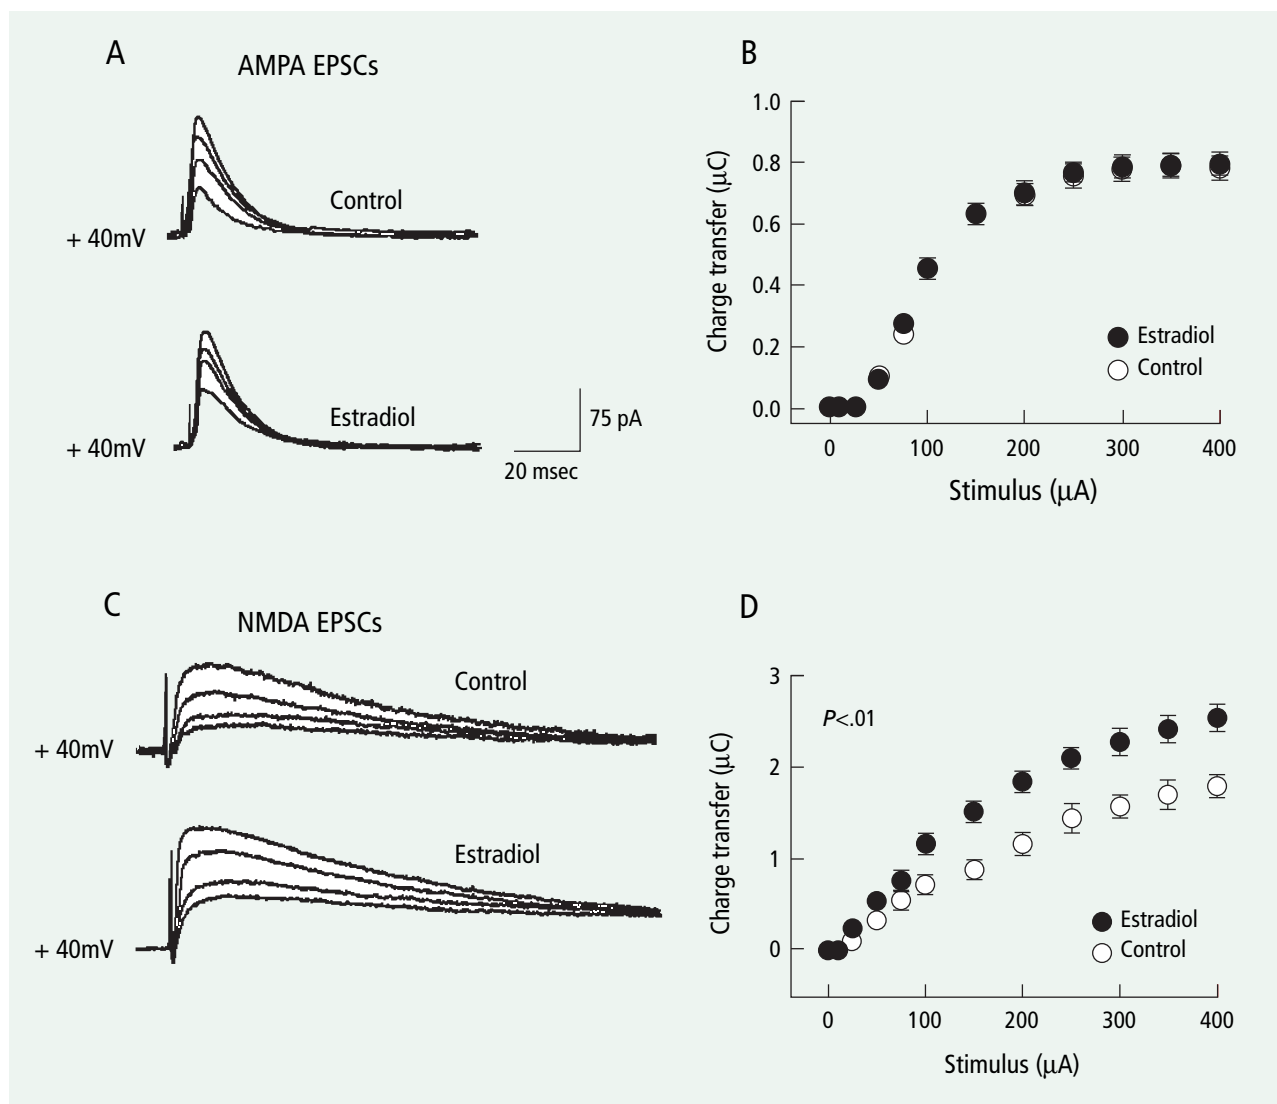 A
AMPA EPSCs
Control
+ 40mV
Estradiol
+ 40mV
75 pA
20 msec
B
1.0
0.8
0.6
0.4
0.2
0.0
Charge transfer (μC)
Estradiol
Control
0 100 200 300 400
Stimulus (μA)
C
NMDA EPSCs
Control
+ 40mV
Estradiol
+ 40mV
D
3
2
1
0
Charge transfer (μC)
P<.01
Estradiol
Control
0 100 200 300 400
Stimulus (μA)